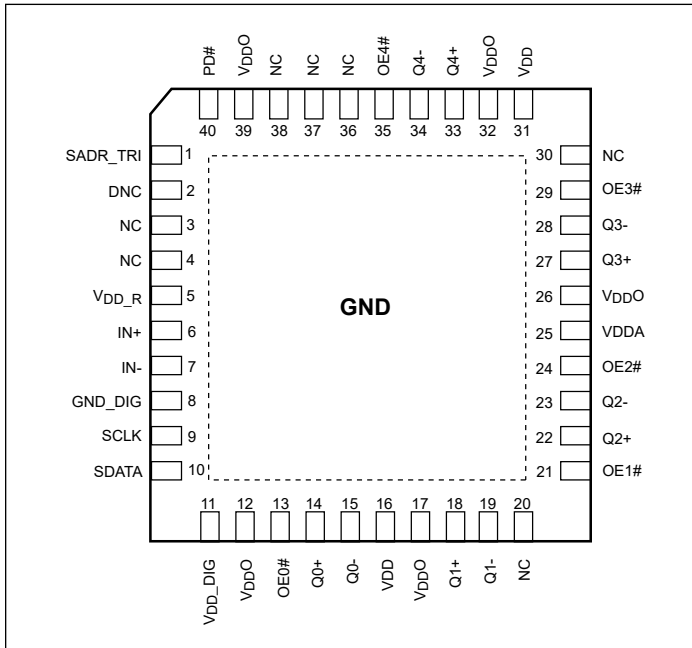 PD# VDDO NC NC NC OE4# Q4- Q4+ VDDO VDD
40 39 38 37 36 35 34 33 32 31
SADR_TRI 1
DNC 2
NC 3
NC 4
VDD_R 5
IN+ 6
IN- 7
GND_DIG 8
SCLK 9
SDATA 10
GND
30 NC
29 OE3#
28 Q3-
27 Q3+
26 VDDO
25 VDDA
24 OE2#
23 Q2-
22 Q2+
21 OE1#
11 12 13 14 15 16 17 18 19 20
VDD_DIG VDDO OE0# Q0+ Q0- VDD VDDO Q1+ Q1- NC